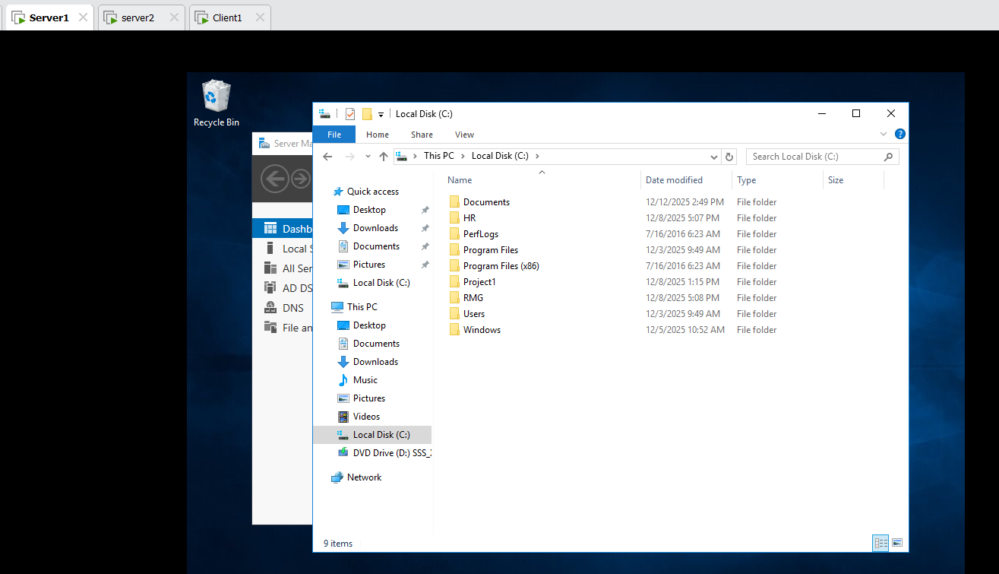 Server1
server2
Client1
Recycle Bin
Server Ma
Dashb
Local S
All Ser
AD DS
DNS
File an
Local Disk (C:)
File Home Share View
This PC Local Disk (C:)
Search Local Disk (C:)
Quick access
Desktop
Downloads
Documents
Pictures
Local Disk (C:)
This PC
Desktop
Documents
Downloads
Music
Pictures
Videos
Local Disk (C:)
DVD Drive (D:) SSS_X
Network
Name Date modified Type Size
Documents 12/12/2025 2:49 PM File folder
HR 12/8/2025 5:07 PM File folder
PerfLogs 7/16/2016 6:23 AM File folder
Program Files 12/3/2025 9:49 AM File folder
Program Files (x86) 7/16/2016 6:23 AM File folder
Project1 12/8/2025 1:15 PM File folder
RMG 12/8/2025 5:08 PM File folder
Users 12/3/2025 9:49 AM File folder
Windows 12/5/2025 10:52 AM File folder
9 items